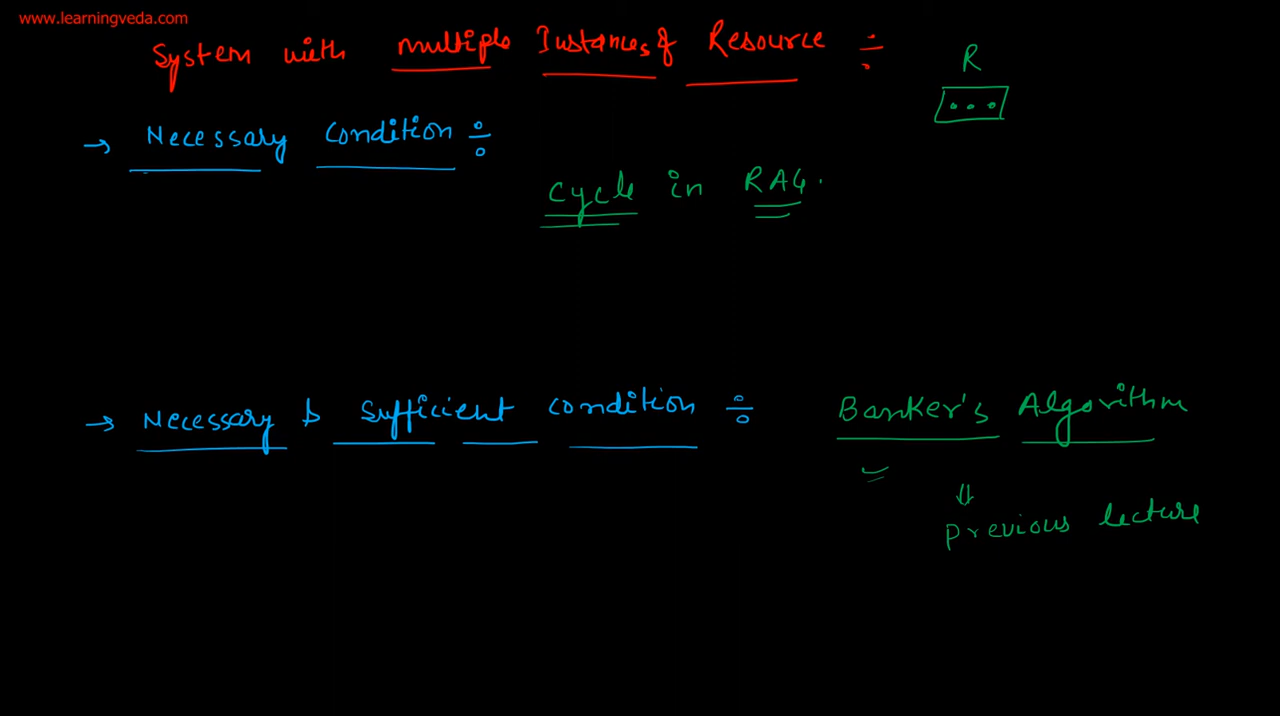 www.learningveda.com
System with multiple Instances of Resource ÷
R
→ Necessary condition ÷
cycle in RAG.
→ Necessary & sufficient condition ÷ Banker's Algorithm
⇓
previous lecture